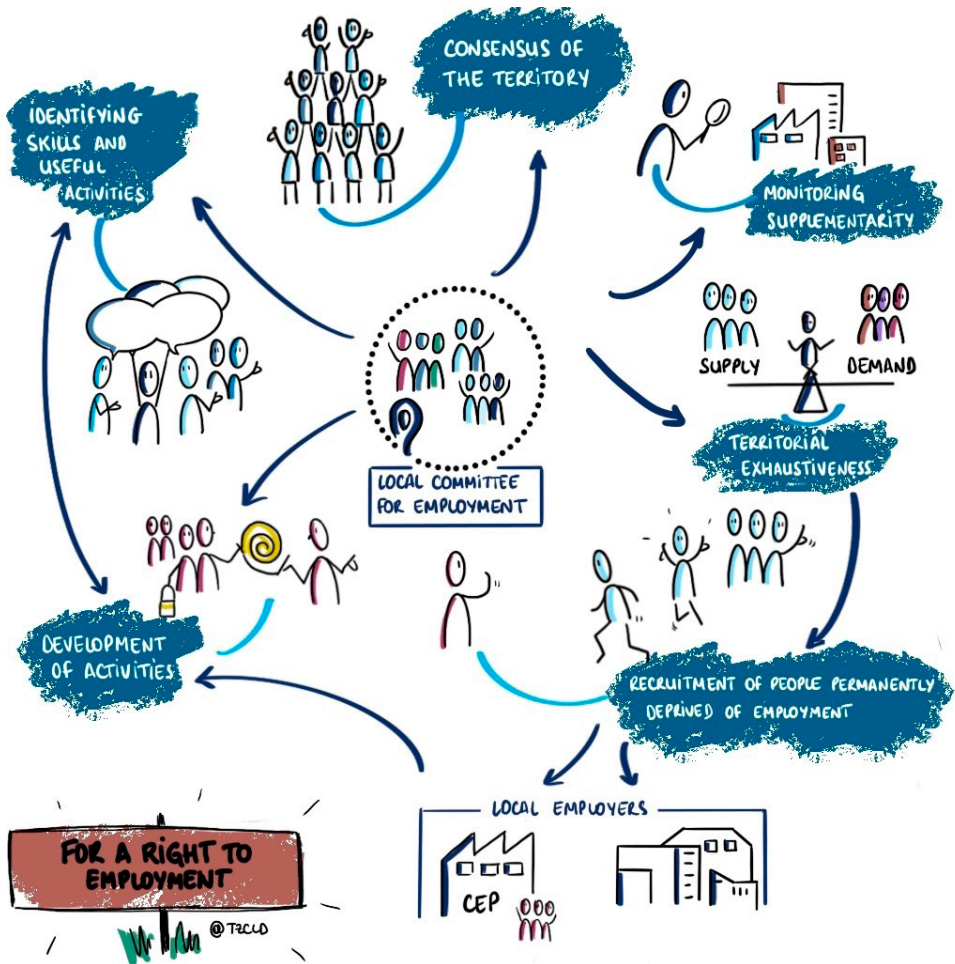 CONSENSUS OF
THE TERRITORY
IDENTIFYING
SKILLS AND
USEFUL
ACTIVITIES
MONITORING
SUPPLEMENTARITY
SUPPLY
DEMAND
TERRITORIAL
EXHAUSTIVENESS
LOCAL COMMITTEE
FOR EMPLOYMENT
DEVELOPMENT
OF ACTIVITIES
RECRUITMENT OF PEOPLE PERMANENTLY
DEPRIVED OF EMPLOYMENT
LOCAL EMPLOYERS
CEP
FOR A RIGHT TO
EMPLOYMENT
@TZCLD